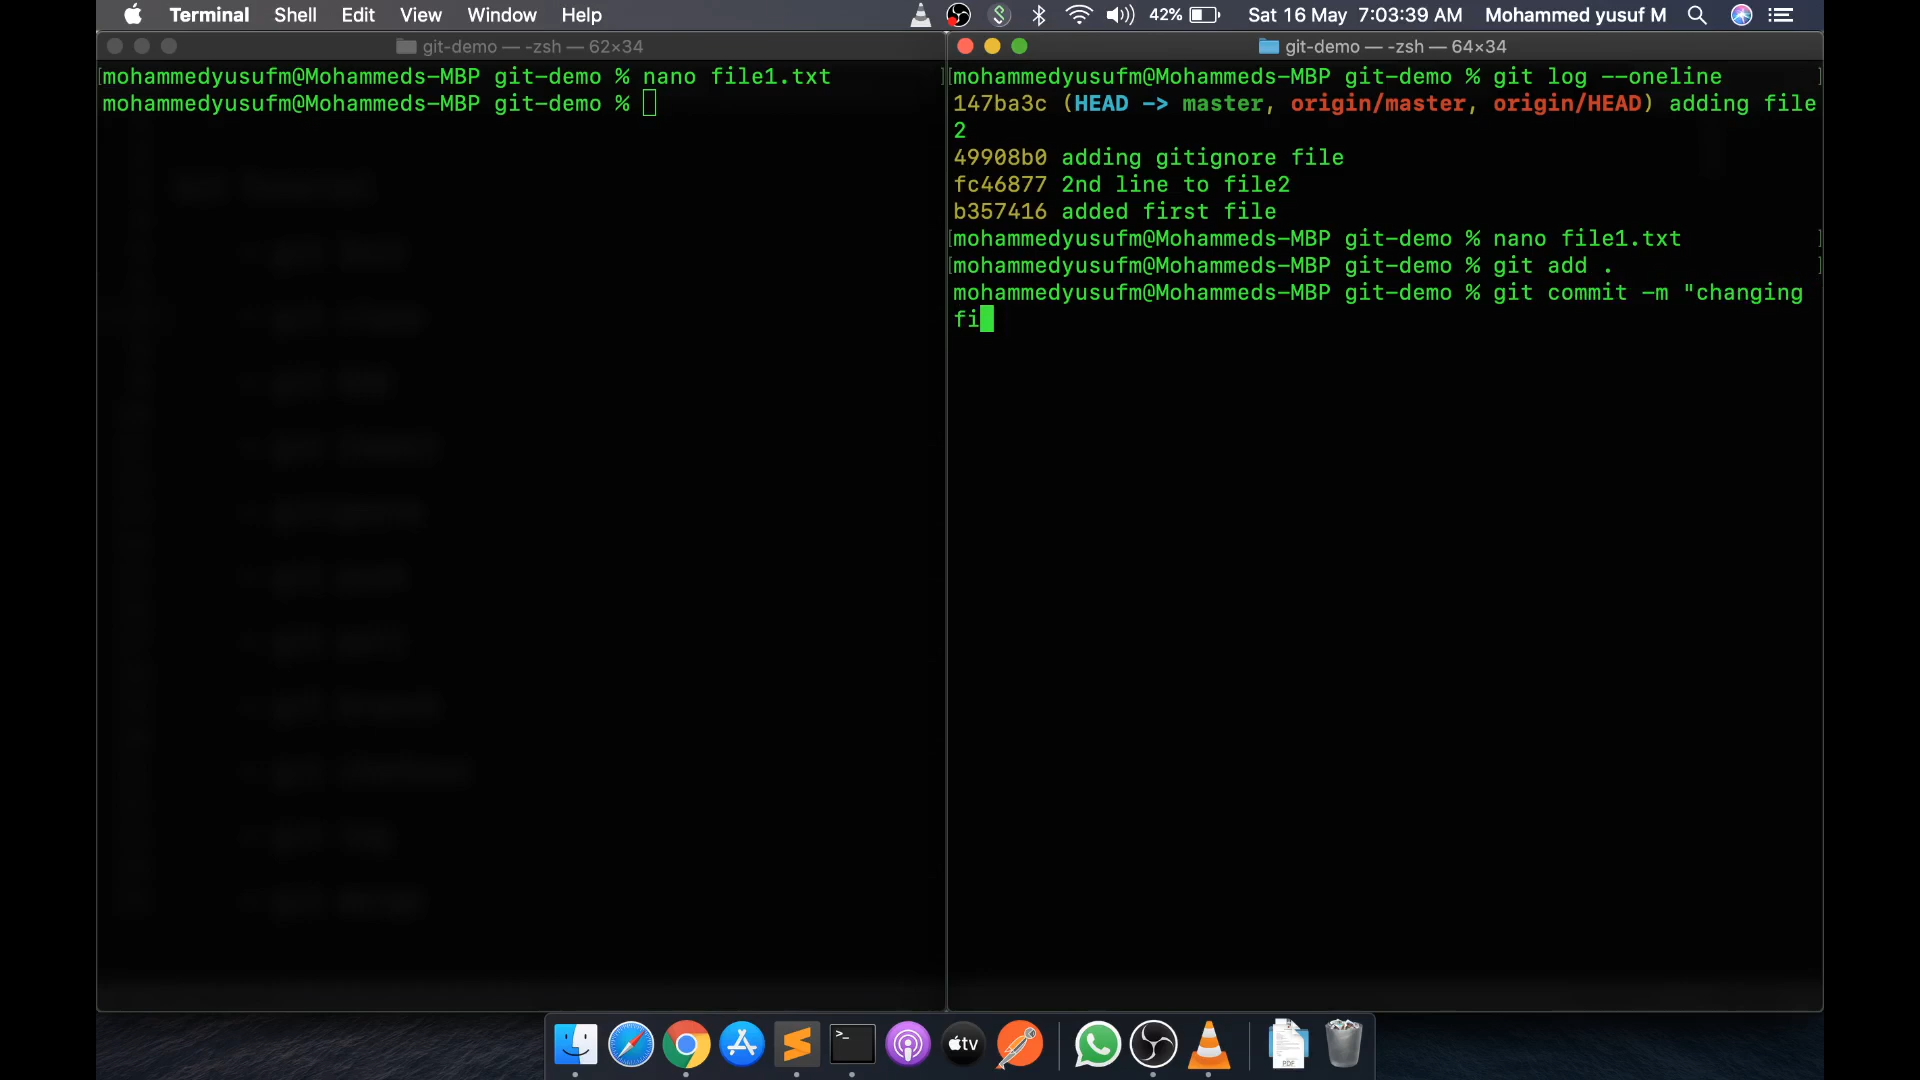 Terminal Shell Edit View Window Help 42% Sat 16 May 7:03:39 AM Mohammed yusuf M
git-demo — -zsh — 62×34
mohammedyusufm@Mohammeds-MBP git-demo % nano file1.txt
mohammedyusufm@Mohammeds-MBP git-demo %
git-demo — -zsh — 64×34
mohammedyusufm@Mohammeds-MBP git-demo % git log --oneline
147ba3c (HEAD -> master, origin/master, origin/HEAD) adding file
2
49908b0 adding gitignore file
fc46877 2nd line to file2
b357416 added first file
mohammedyusufm@Mohammeds-MBP git-demo % nano file1.txt
mohammedyusufm@Mohammeds-MBP git-demo % git add .
mohammedyusufm@Mohammeds-MBP git-demo % git commit -m "changing
fi
tv
PDF